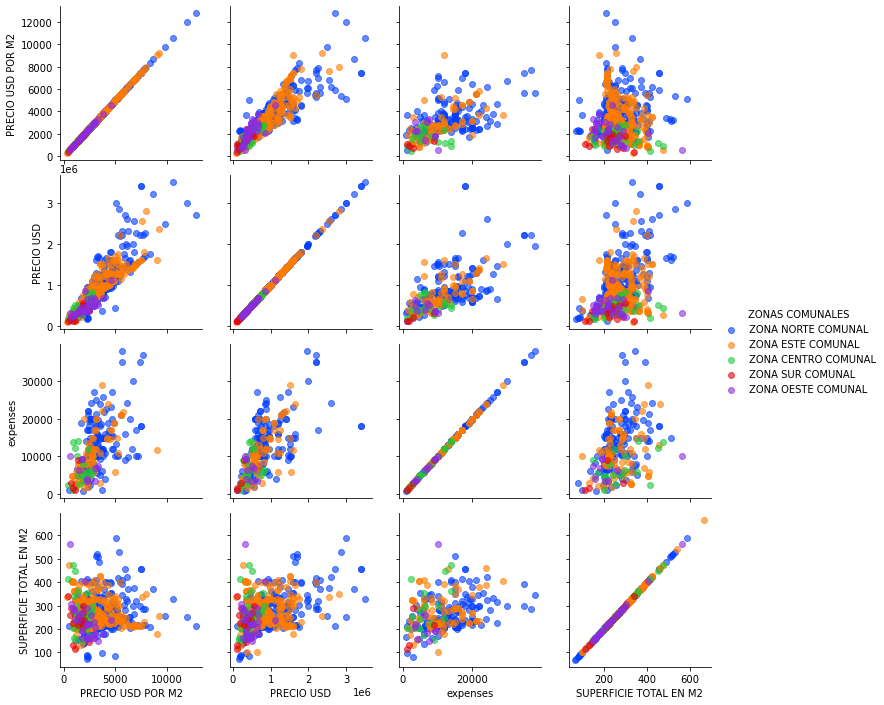 PRECIO USD POR M2
12000
10000
8000
6000
4000
2000
0
1e6
PRECIO USD
3
2
1
0
ZONAS COMUNALES
ZONA NORTE COMUNAL
ZONA ESTE COMUNAL
ZONA CENTRO COMUNAL
ZONA SUR COMUNAL
ZONA OESTE COMUNAL
expenses
30000
20000
10000
0
SUPERFICIE TOTAL EN M2
600
500
400
300
200
100
0 5000 10000
0 1 2 3
0 20000
200 400 600
1e6
PRECIO USD POR M2
PRECIO USD
expenses
SUPERFICIE TOTAL EN M2